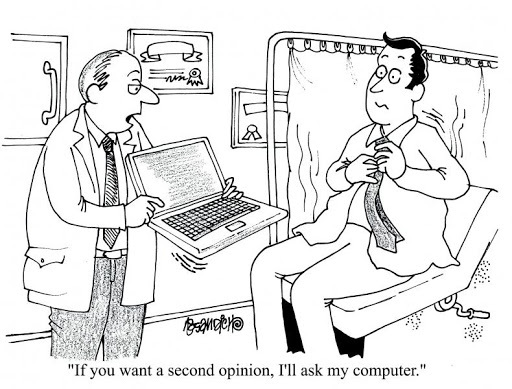 "If you want a second opinion, I'll ask my computer."